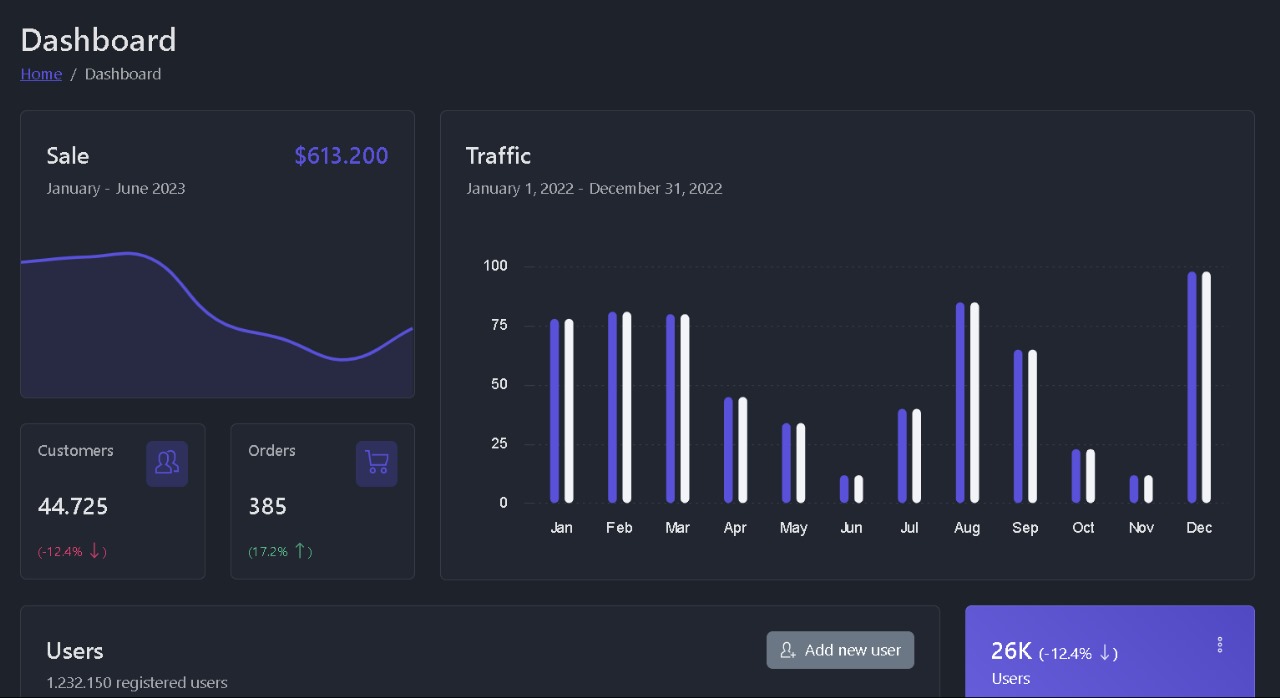 Dashboard
Home / Dashboard
Sale $613.200
January - June 2023
Traffic
January 1, 2022 - December 31, 2022
100
75
50
25
0
Jan Feb Mar Apr May Jun Jul Aug Sep Oct Nov Dec
Customers
44.725
(-12.4% ↓)
Orders
385
(17.2% ↑)
Users
1.232.150 registered users
Add new user
26K (-12.4% ↓)
Users